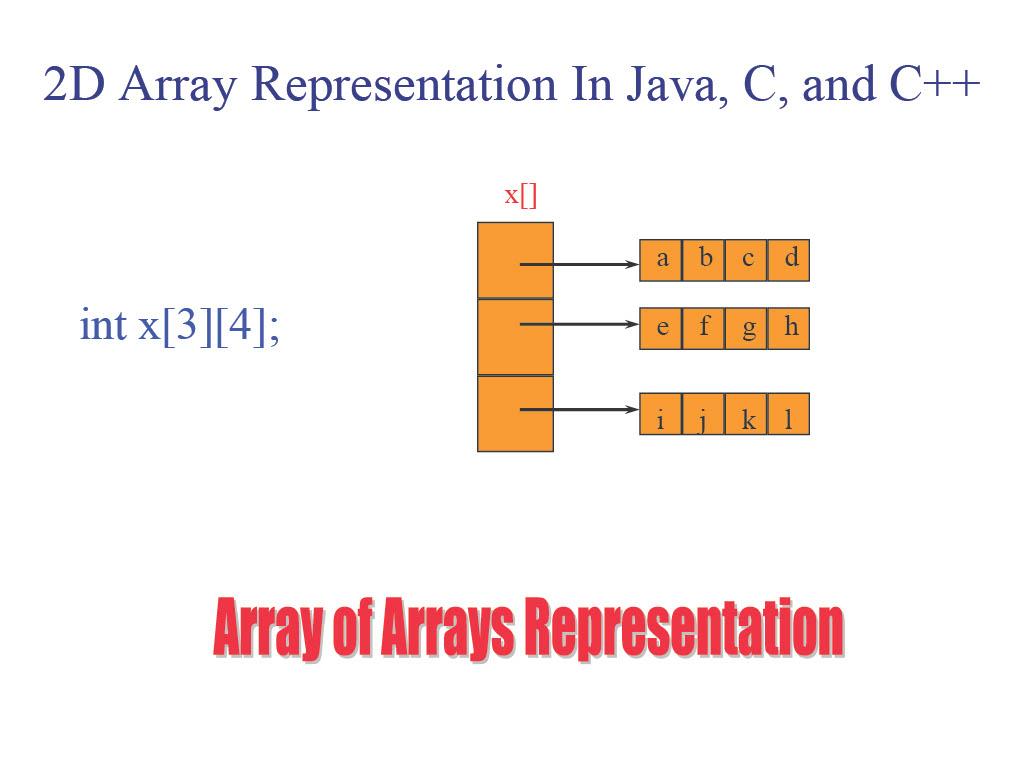 2D Array Representation In Java, C, and C++
x[]
a b c d
int x[3][4];
e f g h
i j k l
Array of Arrays Representation